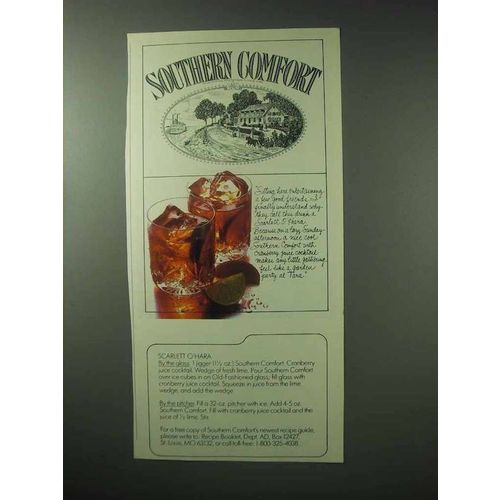 SOUTHERN COMFORT
Sitting here entertaining
a few good friends, I
finally understand why
they call this drink a
Scarlett O'Hara.
Because on a lazy Sunday
afternoon a nice cool
Southern Comfort with
cranberry juice cocktail
makes any little gathering
feel like a garden
party at Tara.
SCARLETT O'HARA
By the glass: 1 jigger (1½ oz.) Southern Comfort. Cranberry
juice cocktail. Wedge of fresh lime. Pour Southern Comfort
over ice cubes in an Old-Fashioned glass; fill glass with
cranberry juice cocktail. Squeeze in juice from the lime
wedge, and add the wedge.
By the pitcher: Fill a 32-oz. pitcher with ice. Add 4-5 oz.
Southern Comfort. Fill with cranberry juice cocktail and the
juice of ½ lime. Stir.
For a free copy of Southern Comfort's newest recipe guide,
please write to: Recipe Booklet, Dept. AD, Box 12427,
St. Louis, MO 63132, or call toll-free: 1-800-325-4038.